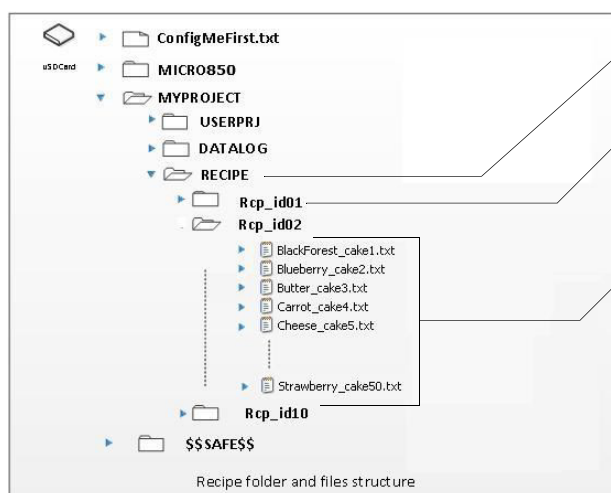 ConfigMeFirst.txt
uSDCard
MICRO850
MYPROJECT
USERPRJ
DATALOG
RECIPE
Rcp_id01
Rcp_id02
BlackForest_cake1.txt
Blueberry_cake2.txt
Butter_cake3.txt
Carrot_cake4.txt
Cheese_cake5.txt
Strawberry_cake50.txt
Rcp_id10
$$SAFE$$
Recipe folder and files structure